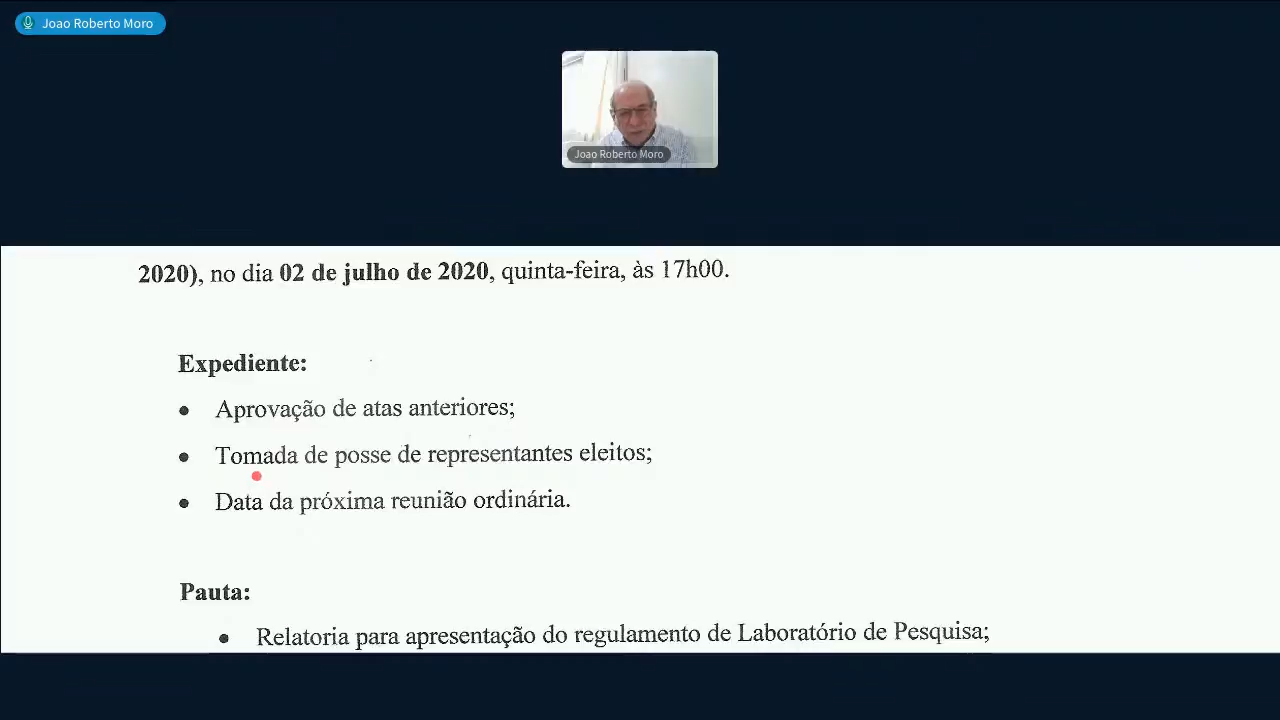 Joao Roberto Moro
Joao Roberto Moro
2020), no dia 02 de julho de 2020, quinta-feira, às 17h00.
Expediente:
• Aprovação de atas anteriores;
• Tomada de posse de representantes eleitos;
• Data da próxima reunião ordinária.
Pauta:
• Relatoria para apresentação do regulamento de Laboratório de Pesquisa;